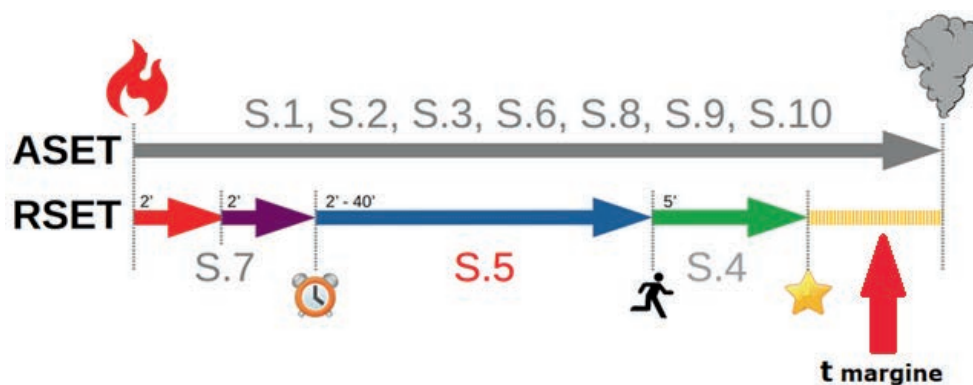 S.1, S.2, S.3, S.6, S.8, S.9, S.10
ASET
RSET 2' 2' 2' - 40' 5'
S.7 S.5 S.4
t margine